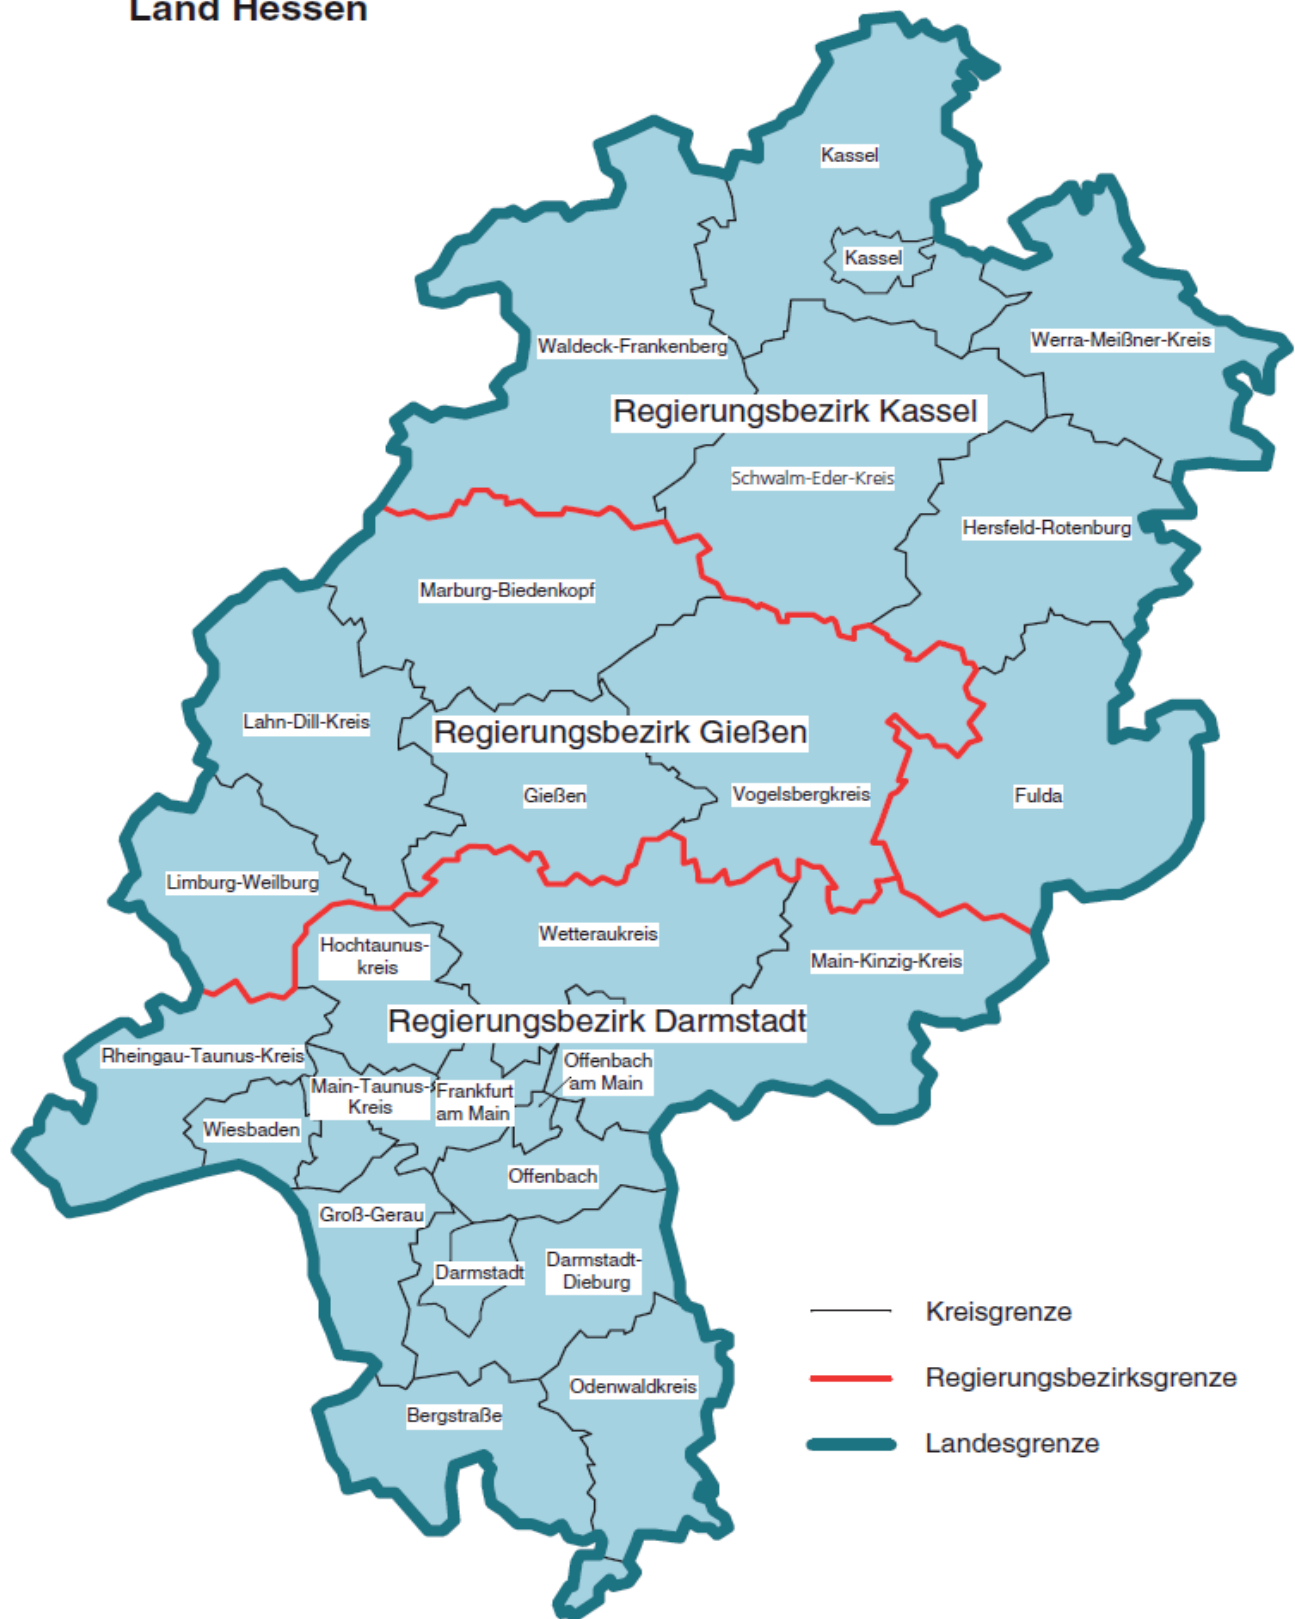 Land Hessen
Kassel
Kassel
Waldeck-Frankenberg
Werra-Meißner-Kreis
Regierungsbezirk Kassel
Schwalm-Eder-Kreis
Hersfeld-Rotenburg
Marburg-Biedenkopf
Lahn-Dill-Kreis
Regierungsbezirk Gießen
Gießen
Vogelsbergkreis
Fulda
Limburg-Weilburg
Hochtaunus-
kreis
Wetteraukreis
Main-Kinzig-Kreis
Regierungsbezirk Darmstadt
Rheingau-Taunus-Kreis
Main-Taunus-
Kreis
Frankfurt
am Main
Offenbach
am Main
Wiesbaden
Offenbach
Groß-Gerau
Darmstadt
Darmstadt-
Dieburg
Odenwaldkreis
Bergstraße
Kreisgrenze
Regierungsbezirksgrenze
Landesgrenze